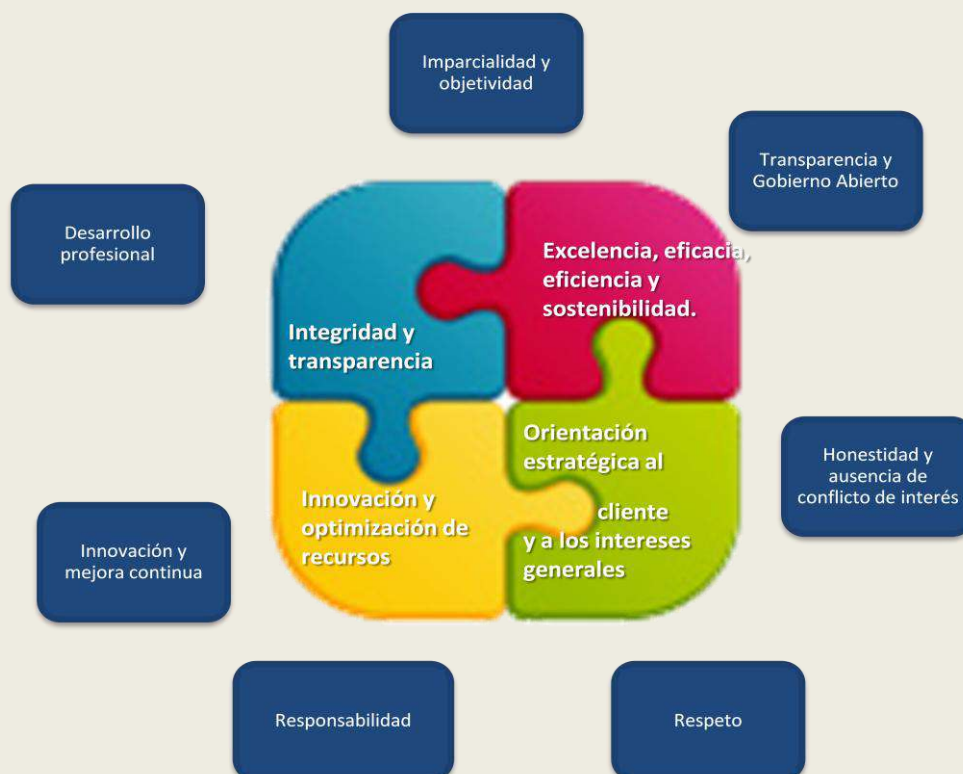 Imparcialidad y
objetividad
Transparencia y
Gobierno Abierto
Desarrollo
profesional
Excelencia, eficacia,
eficiencia y
sostenibilidad.
Integridad y
transparencia
Orientación
estratégica al
cliente
y a los intereses
generales
Innovación y
optimización de
recursos
Honestidad y
ausencia de
conflicto de interés
Innovación y
mejora continua
Responsabilidad
Respeto